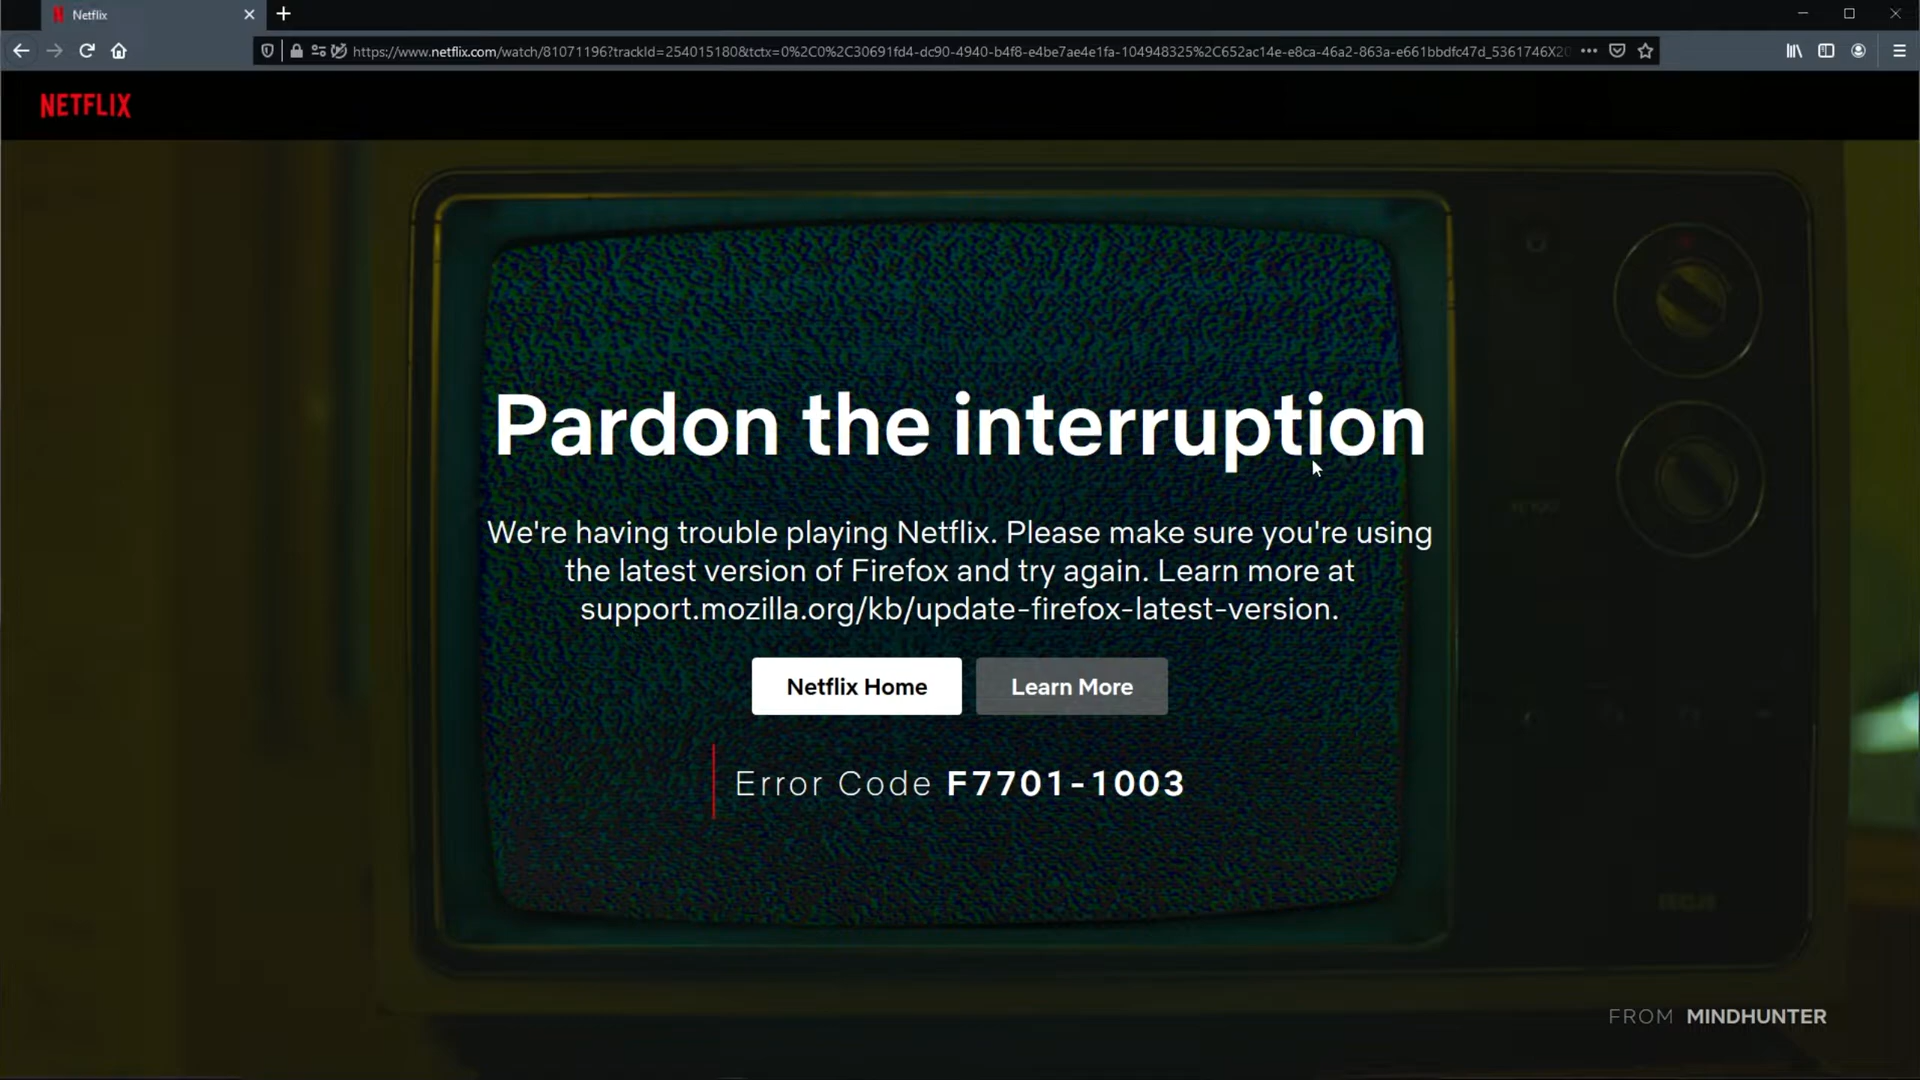 Netflix
https://www.netflix.com/watch/81071196?trackId=254015180&tctx=0%2C0%2C30691fd4-dc90-4940-b4f8-e4be7ae4e1fa-104948325%2C652ac14e-e8ca-46a2-863a-e661bbdfc47d_5361746X20
NETFLIX
Pardon the interruption
We're having trouble playing Netflix. Please make sure you're using
the latest version of Firefox and try again. Learn more at
support.mozilla.org/kb/update-firefox-latest-version.
Netflix Home
Learn More
Error Code F7701-1003
FROM MINDHUNTER